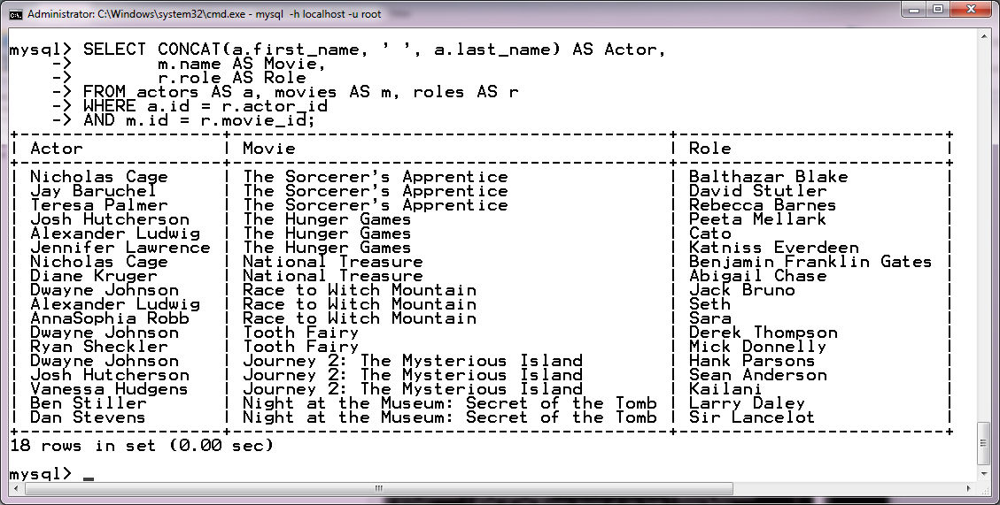 Administrator: C:\Windows\system32\cmd.exe - mysql -h localhost -u root
mysql> SELECT CONCAT(a.first_name, ' ', a.last_name) AS Actor,
    ->        m.name AS Movie,
    ->        r.role AS Role
    -> FROM actors AS a, movies AS m, roles AS r
    -> WHERE a.id = r.actor_id
    -> AND m.id = r.movie_id;
+-------------------+-----------------------------------------+-------------------------+
| Actor             | Movie                                   | Role                    |
+-------------------+-----------------------------------------+-------------------------+
| Nicholas Cage     | The Sorcerer's Apprentice               | Balthazar Blake         |
| Jay Baruchel      | The Sorcerer's Apprentice               | David Stutler           |
| Teresa Palmer     | The Sorcerer's Apprentice               | Rebecca Barnes          |
| Josh Hutcherson   | The Hunger Games                        | Peeta Mellark           |
| Alexander Ludwig  | The Hunger Games                        | Cato                    |
| Jennifer Lawrence | The Hunger Games                        | Katniss Everdeen        |
| Nicholas Cage     | National Treasure                       | Benjamin Franklin Gates |
| Diane Kruger      | National Treasure                       | Abigail Chase           |
| Dwayne Johnson    | Race to Witch Mountain                  | Jack Bruno              |
| Alexander Ludwig  | Race to Witch Mountain                  | Seth                    |
| AnnaSophia Robb   | Race to Witch Mountain                  | Sara                    |
| Dwayne Johnson    | Tooth Fairy                             | Derek Thompson          |
| Ryan Sheckler     | Tooth Fairy                             | Mick Donnelly           |
| Dwayne Johnson    | Journey 2: The Mysterious Island        | Hank Parsons            |
| Josh Hutcherson   | Journey 2: The Mysterious Island        | Sean Anderson           |
| Vanessa Hudgens   | Journey 2: The Mysterious Island        | Kailani                 |
| Ben Stiller       | Night at the Museum: Secret of the Tomb | Larry Daley             |
| Dan Stevens       | Night at the Museum: Secret of the Tomb | Sir Lancelot            |
+-------------------+-----------------------------------------+-------------------------+
18 rows in set (0.00 sec)
mysql> _